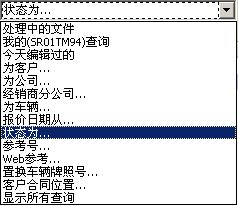 状态为...
处理中的文件
我的(SR01TM94)查询
今天编辑过的
为客户...
为公司...
经销商分公司...
为车辆...
报价日期从...
状态为...
参考号...
Web参考...
置换车辆牌照号...
客户合同位置...
显示所有查询